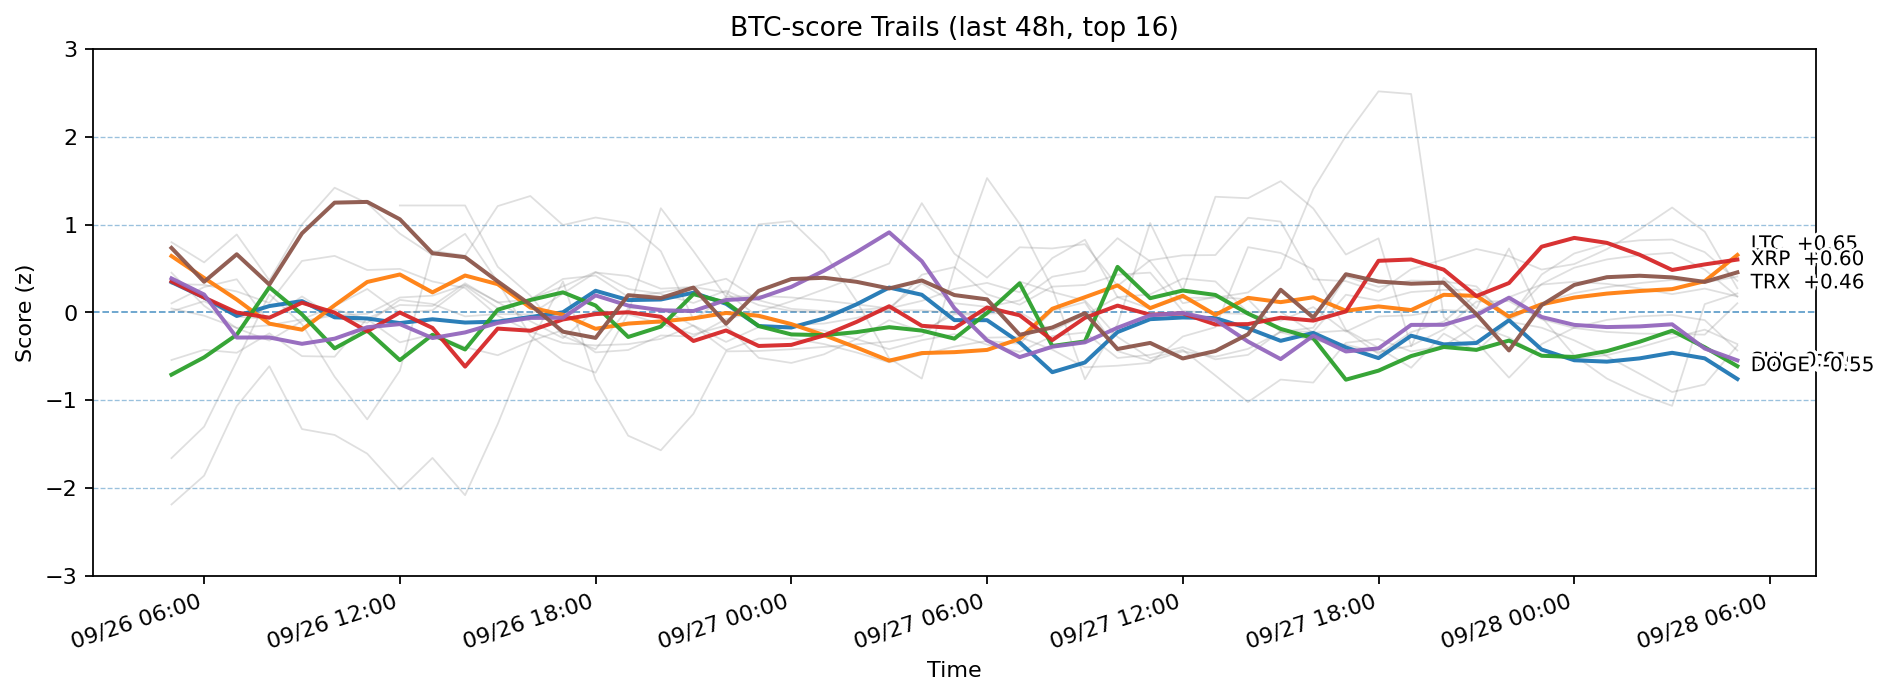 BTC-score Trails (last 48h, top 16)
Score (z)
3
2
1
0
−1
−2
−3
LTC +0.65
XRP +0.60
TRX +0.46
DOGE -0.55
09/26 06:00
09/26 12:00
09/26 18:00
09/27 00:00
09/27 06:00
09/27 12:00
09/27 18:00
09/28 00:00
09/28 06:00
Time